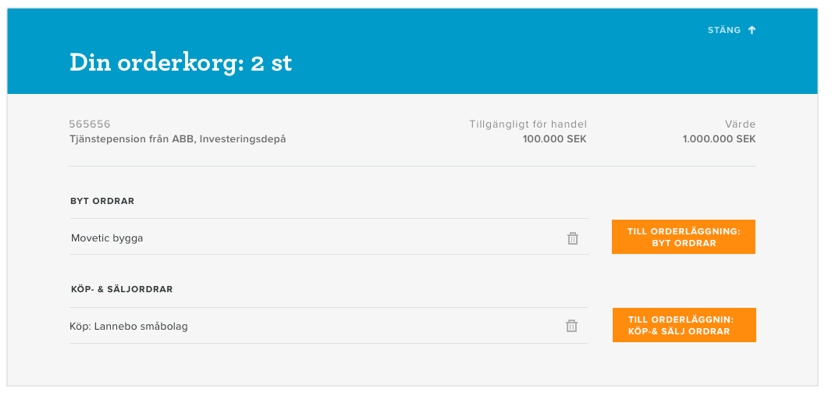 STÄNG
Din orderkorg: 2 st
565656 Tillgängligt för handel Värde
Tjänstepension från ABB, Investeringsdepå 100.000 SEK 1.000.000 SEK
BYT ORDRAR
Movetic bygga
TILL ORDERLÄGGNING:
BYT ORDRAR
KÖP- & SÄLJORDRAR
Köp: Lannebo småbolag
TILL ORDERLÄGGNIN:
KÖP-& SÄLJ ORDRAR